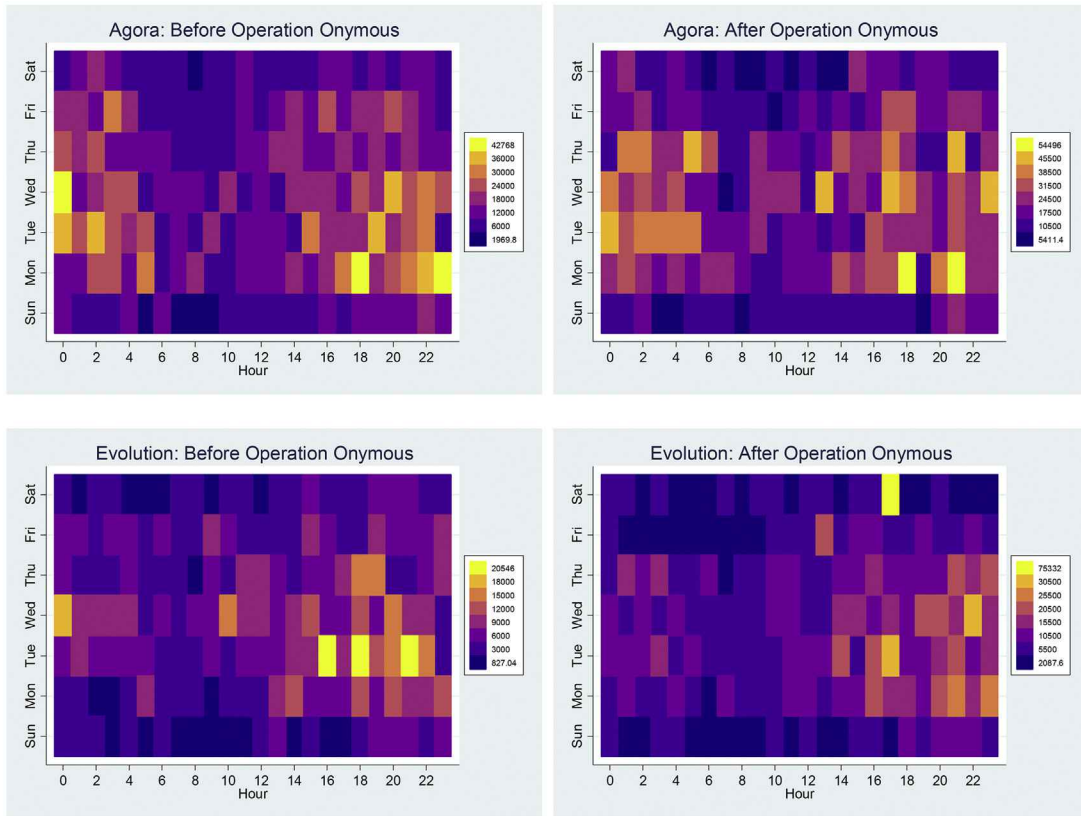 Agora: Before Operation Onymous
Sat
Fri
Thu
Wed
Tue
Mon
Sun
0 2 4 6 8 10 12 14 16 18 20 22
Hour
42768
36000
30000
24000
18000
12000
6000
1969.8
Agora: After Operation Onymous
Sat
Fri
Thu
Wed
Tue
Mon
Sun
0 2 4 6 8 10 12 14 16 18 20 22
Hour
54496
45500
38500
31500
24500
17500
10500
5411.4
Evolution: Before Operation Onymous
Sat
Fri
Thu
Wed
Tue
Mon
Sun
0 2 4 6 8 10 12 14 16 18 20 22
Hour
20546
18000
15000
12000
9000
6000
3000
827.04
Evolution: After Operation Onymous
Sat
Fri
Thu
Wed
Tue
Mon
Sun
0 2 4 6 8 10 12 14 16 18 20 22
Hour
75332
30500
25500
20500
15500
10500
5500
2087.6